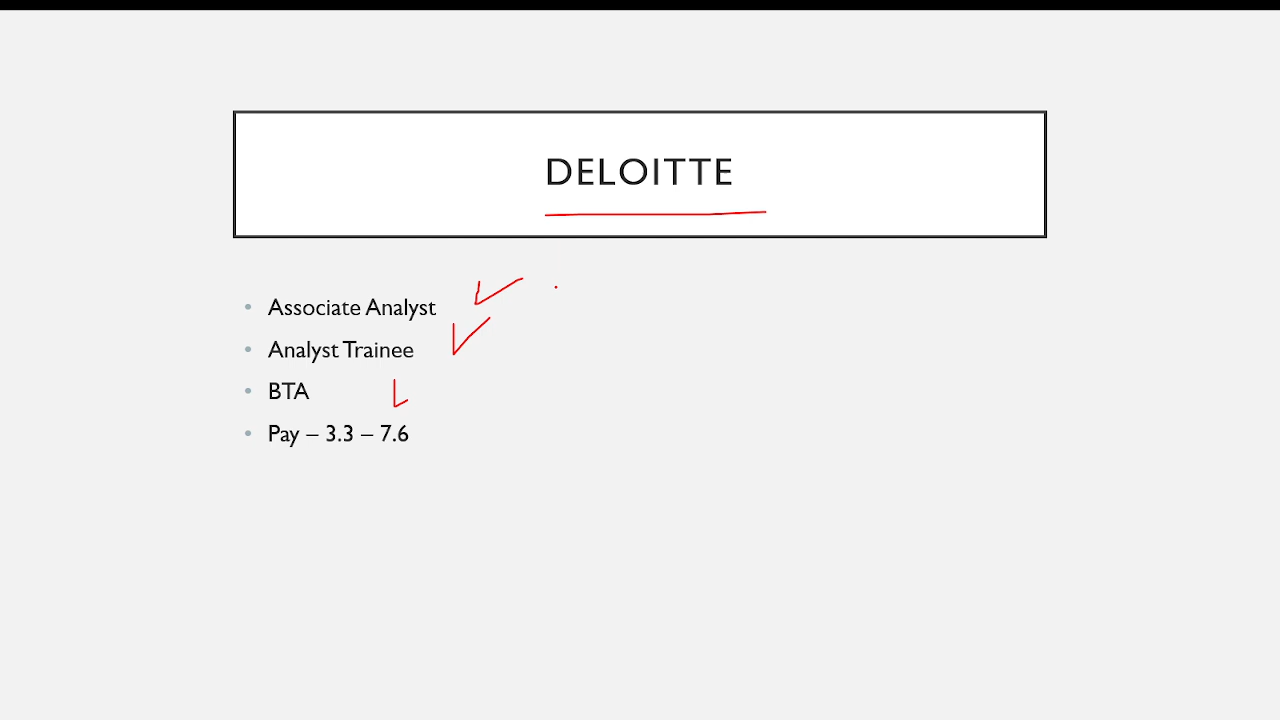 DELOITTE
• Associate Analyst
• Analyst Trainee
• BTA
• Pay – 3.3 – 7.6